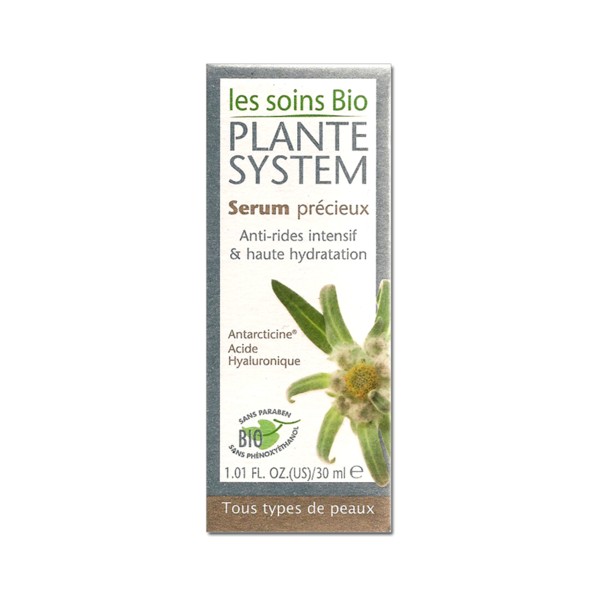 les soins Bio
PLANTE
SYSTEM
Serum précieux
Anti-rides intensif
& haute hydratation
Antarcticine®
Acide
Hyaluronique
SANS PARABEN
BIO
SANS PHÉNOXYÉTHANOL
1.01 FL. OZ.(US)/30 ml ℮
Tous types de peaux